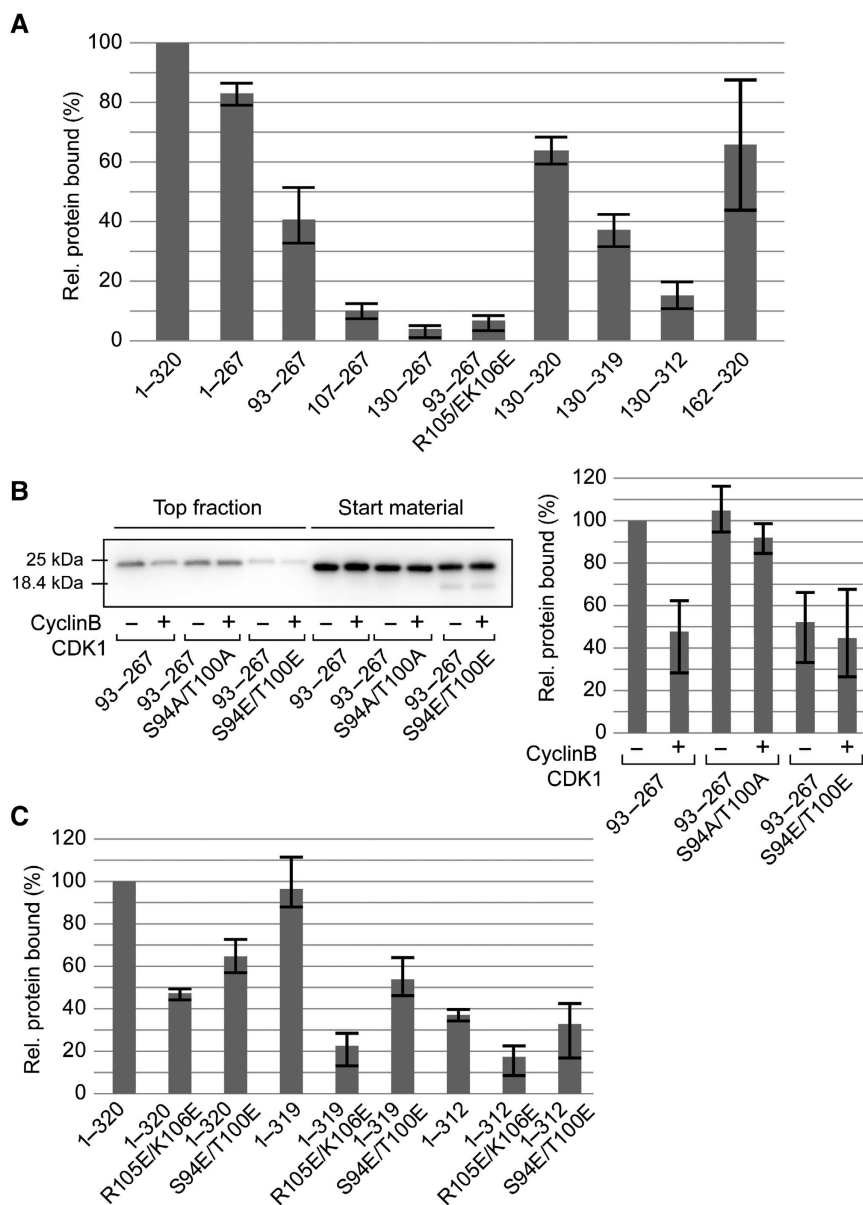 A
Rel. protein bound (%)
100
80
60
40
20
0
1–320
1–267
93–267
107–267
130–267
93–267
R105/EK106E
130–320
130–319
130–312
162–320
B
Top fraction
Start material
25 kDa
18.4 kDa
CyclinB
CDK1
– + – + – + – + – + – +
93–267
93–267
S94A/T100A
93–267
S94E/T100E
93–267
93–267
S94A/T100A
93–267
S94E/T100E
Rel. protein bound (%)
120
100
80
60
40
20
0
CyclinB
CDK1
– + – + – +
93–267
93–267
S94A/T100A
93–267
S94E/T100E
C
Rel. protein bound (%)
120
100
80
60
40
20
0
1–320
1–320
R105E/K106E
1–320
S94E/T100E
1–319
1–319
R105E/K106E
1–319
S94E/T100E
1–312
1–312
R105E/K106E
1–312
S94E/T100E